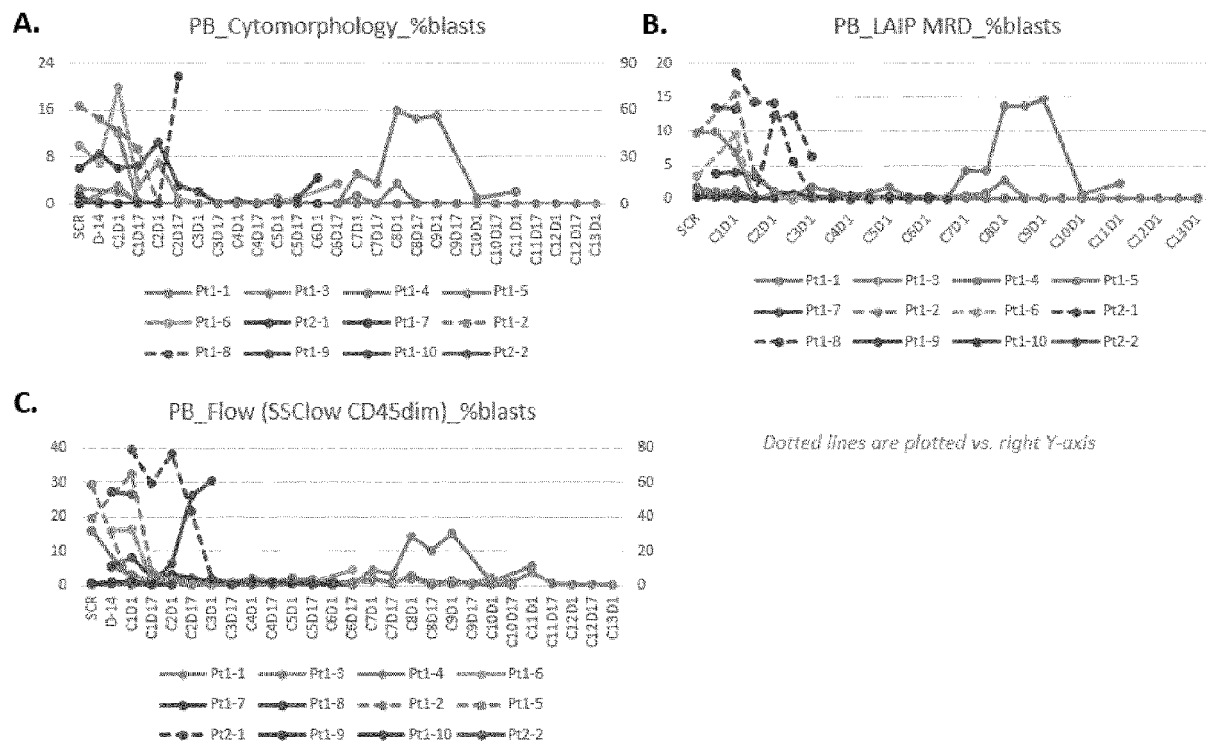 A.
PB_Cytomorphology_%blasts
24 90
16 60
8 30
0 0
SCR D-14 C1D1 C1D17 C2D1 C2D17 C3D1 C3D17 C4D1 C4D17 C5D1 C5D17 C6D1 C6D17 C7D1 C7D17 C8D1 C8D17 C9D1 C9D17 C10D1 C10D17 C11D1 C11D17 C12D1 C12D17 C13D1
Pt1-1 Pt1-3 Pt1-4 Pt1-5
Pt1-6 Pt2-1 Pt1-7 Pt1-2
Pt1-8 Pt1-9 Pt1-10 Pt2-2
B.
PB_LAIP MRD_%blasts
20
15
10
5
0
SCR C1D1 C2D1 C3D1 C4D1 C5D1 C6D1 C7D1 C8D1 C9D1 C10D1 C11D1 C12D1 C13D1
Pt1-1 Pt1-3 Pt1-4 Pt1-5
Pt1-7 Pt1-2 Pt1-6 Pt2-1
Pt1-8 Pt1-9 Pt1-10 Pt2-2
C.
PB_Flow (SSClow CD45dim)_%blasts
40 80
30 60
20 40
10 20
0 0
SCR D-14 C1D1 C1D17 C2D1 C2D17 C3D1 C3D17 C4D1 C4D17 C5D1 C5D17 C6D1 C6D17 C7D1 C7D17 C8D1 C8D17 C9D1 C9D17 C10D1 C10D17 C11D1 C11D17 C12D1 C12D17 C13D1
Pt1-1 Pt1-3 Pt1-4 Pt1-6
Pt1-7 Pt1-8 Pt1-2 Pt1-5
Pt2-1 Pt1-9 Pt1-10 Pt2-2
Dotted lines are plotted vs. right Y-axis